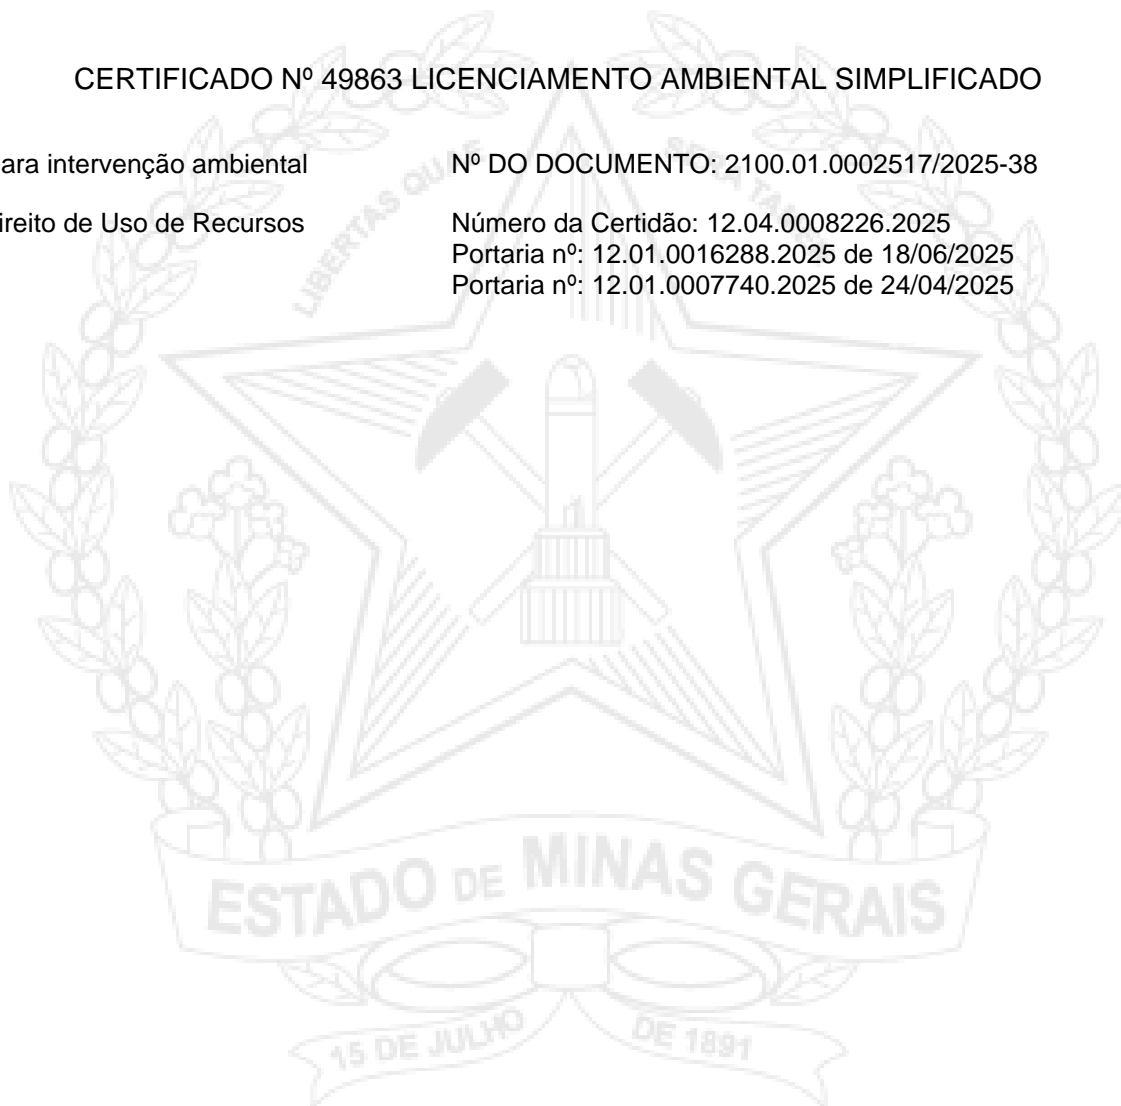 CERTIFICADO Nº 49863 LICENCIAMENTO AMBIENTAL SIMPLIFICADO
ara intervenção ambiental Nº DO DOCUMENTO: 2100.01.0002517/2025-38
ireito de Uso de Recursos Número da Certidão: 12.04.0008226.2025
Portaria nº: 12.01.0016288.2025 de 18/06/2025
Portaria nº: 12.01.0007740.2025 de 24/04/2025
LIBERTAS QUÆ SERA TAMEN
ESTADO DE MINAS GERAIS
15 DE JULHO DE 1891